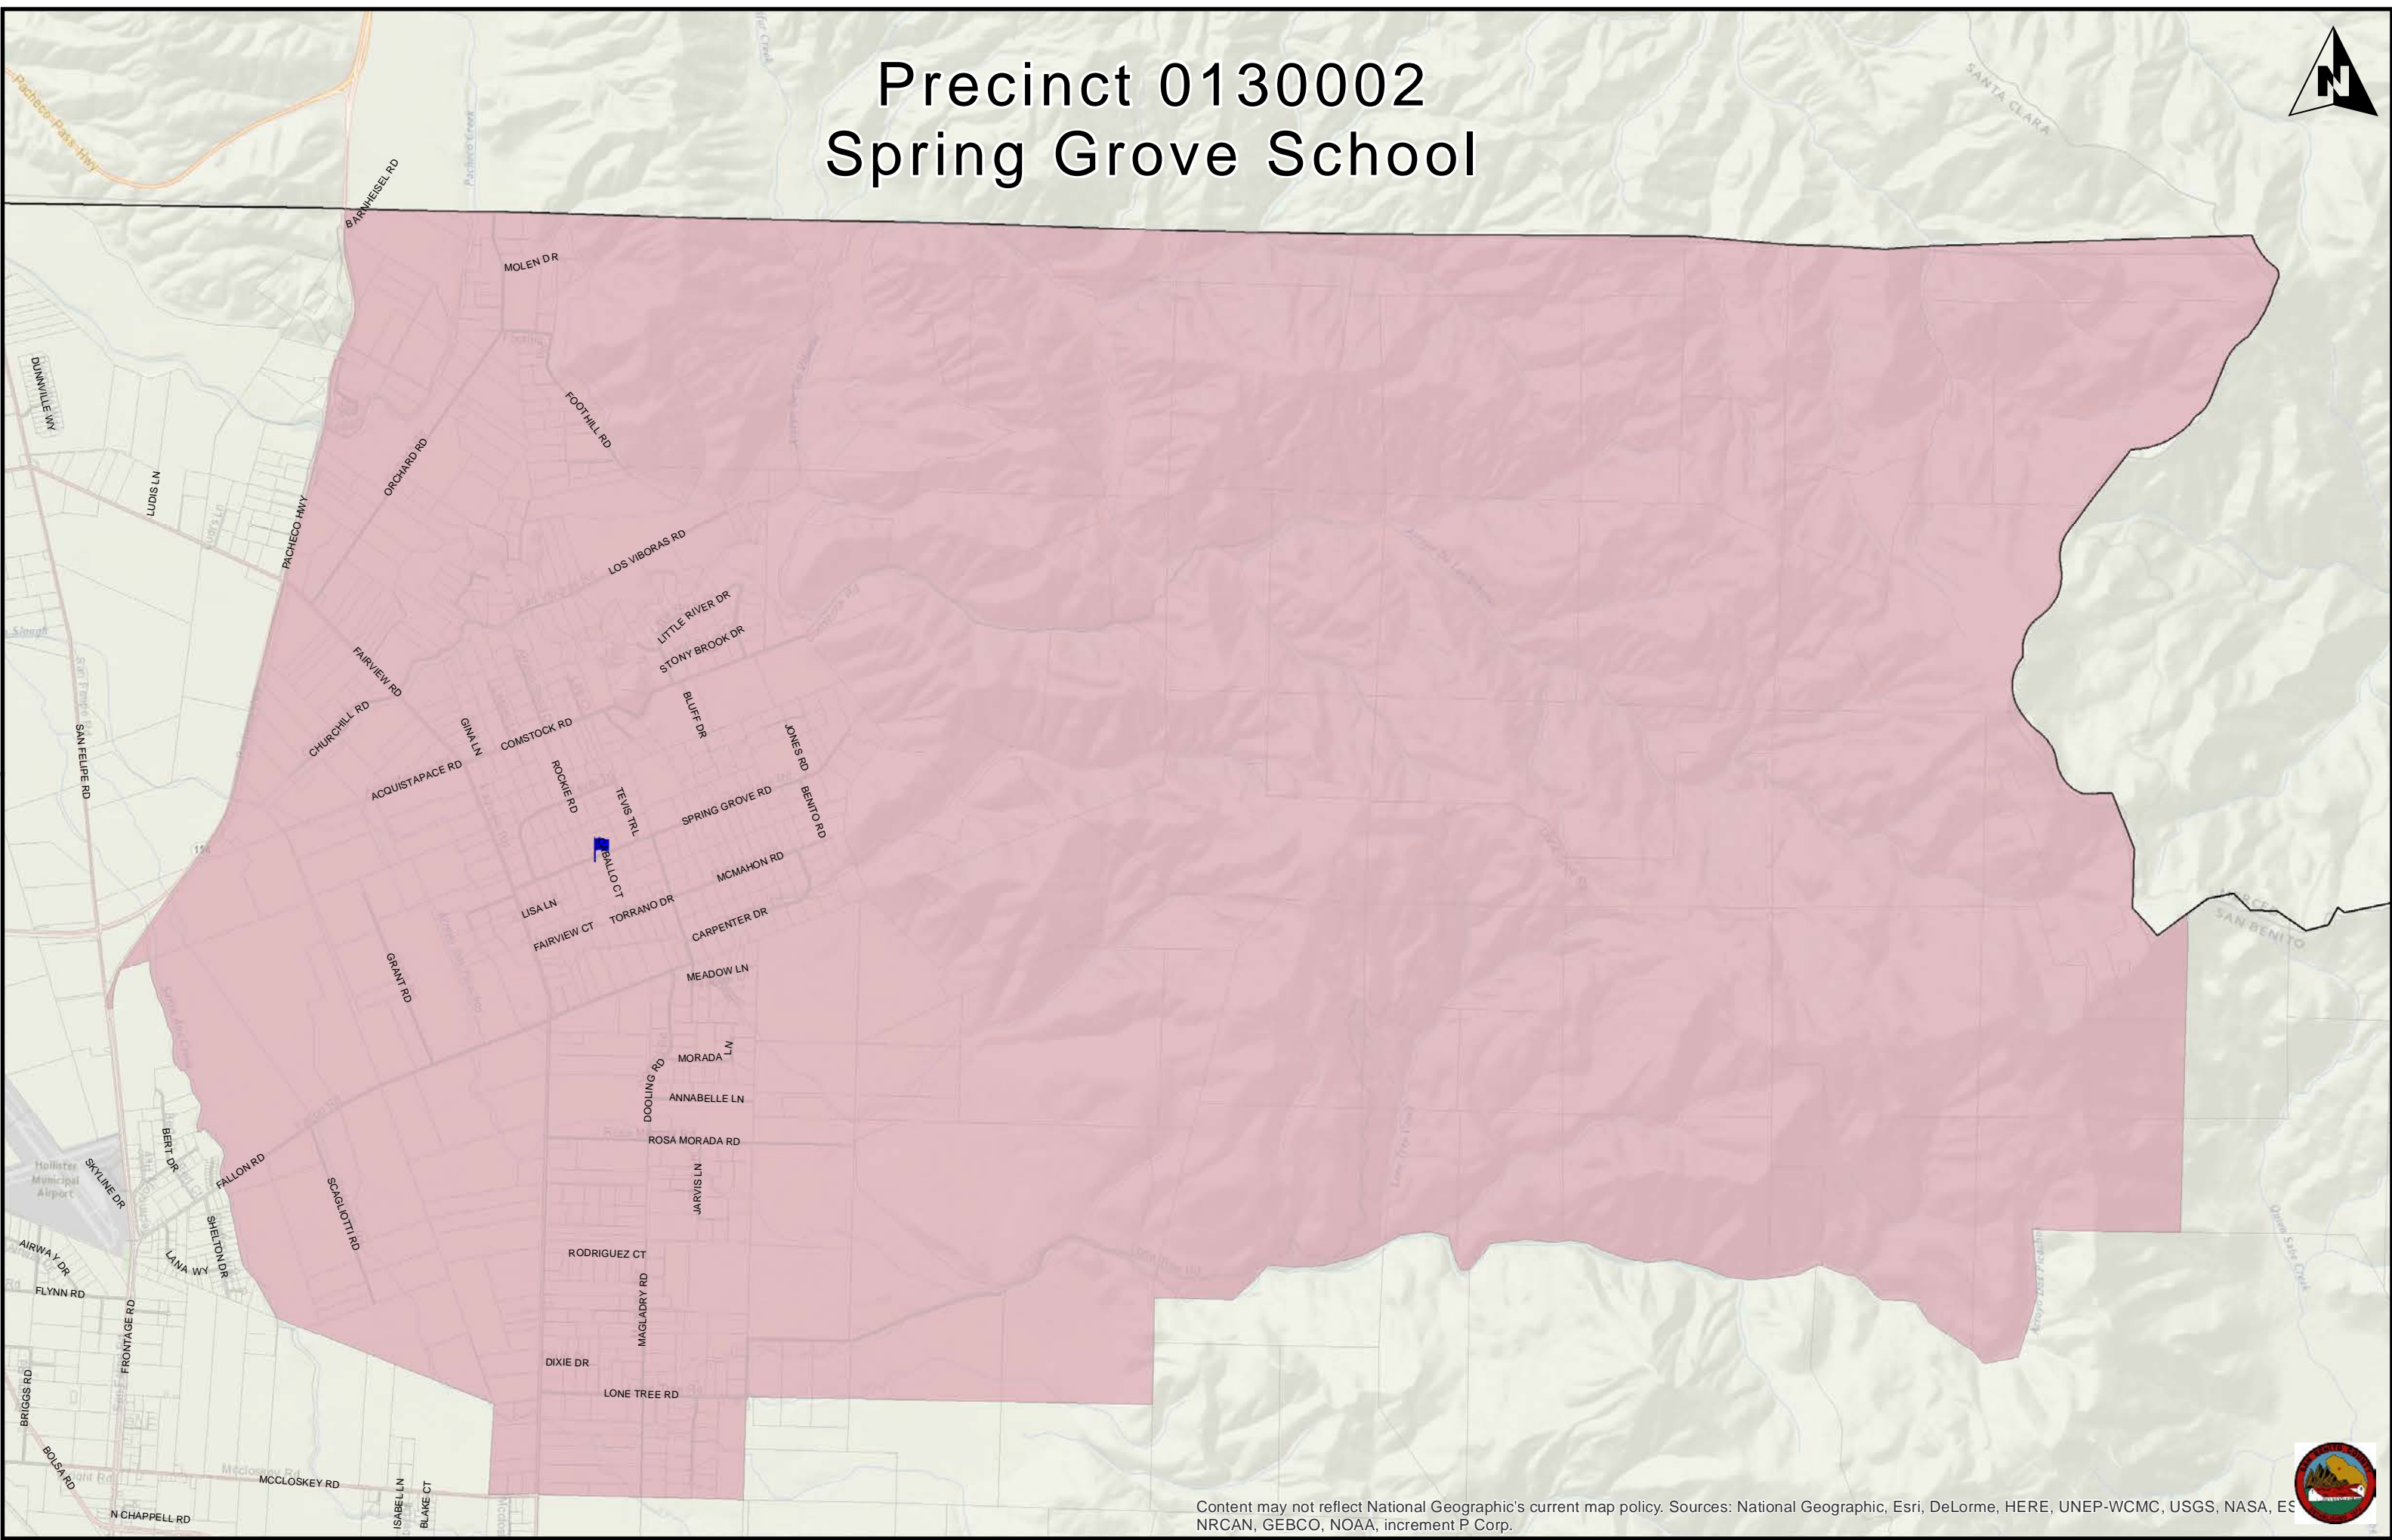 Precinct 0130002
Spring Grove School
N
Pacheco Pass Hwy
Pacheco Creek
SANTA CLARA
BARNHEISEL RD
MOLEN DR
DUNNVILLE WY
FOOTHILL RD
ORCHARD RD
LUDIS LN
PACHECO HWY
LOS VIBORAS RD
LITTLE RIVER DR
STONY BROOK DR
Slough
FAIRVIEW RD
CHURCHILL RD
GINA LN
COMSTOCK RD
BLUFF DR
JONES RD
SAN FELIPE RD
ACQUISTAPACE RD
ROCKIE RD
TEVIS TRL
SPRING GROVE RD
BENITO RD
MCMAHON RD
LISA LN
TORRANO DR
FAIRVIEW CT
CARPENTER DR
SAN BENITO
GRANT RD
MEADOW LN
MORADA LN
DOOLING RD
ANNABELLE LN
ROSA MORADA RD
BERT DR
Hollister
Municipal
Airport
SKYLINE DR
FALLON RD
SCAGLIOTTI RD
JARVIS LN
SHELTON DR
LANA WY
AIRWAY DR
RODRIGUEZ CT
FLYNN RD
FRONTAGE RD
MAGLADRY RD
DIXIE DR
LONE TREE RD
BRIGGS RD
BOLSA RD
Mccloskey Rd
MCCLOSKEY RD
ISABEL LN
BLAKE CT
N CHAPPELL RD
Content may not reflect National Geographic's current map policy. Sources: National Geographic, Esri, DeLorme, HERE, UNEP-WCMC, USGS, NASA, ES
NRCAN, GEBCO, NOAA, increment P Corp.